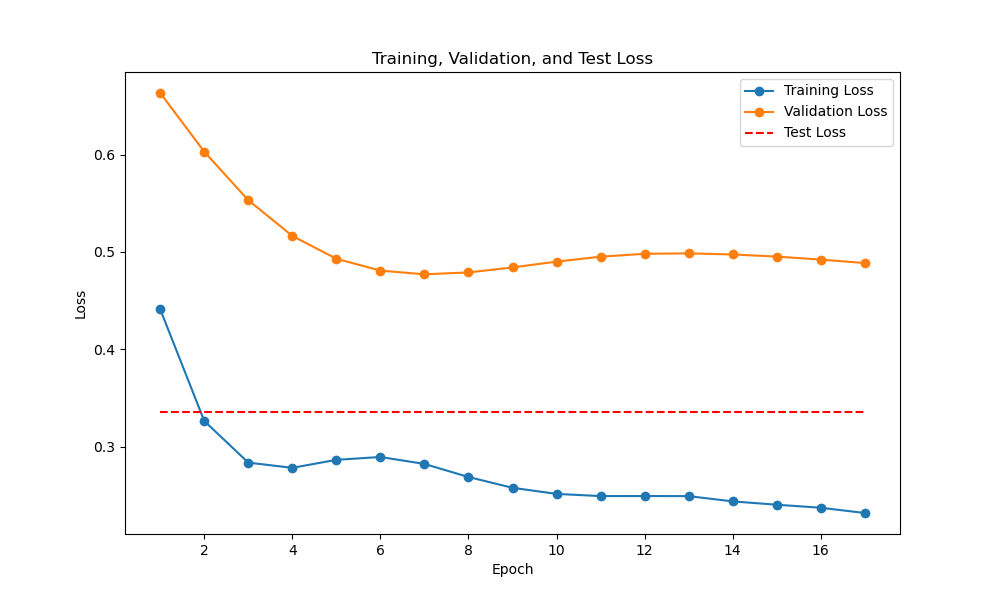 Training, Validation, and Test Loss
Training Loss
Validation Loss
Test Loss
0.6
0.5
0.4
0.3
Loss
2 4 6 8 10 12 14 16
Epoch